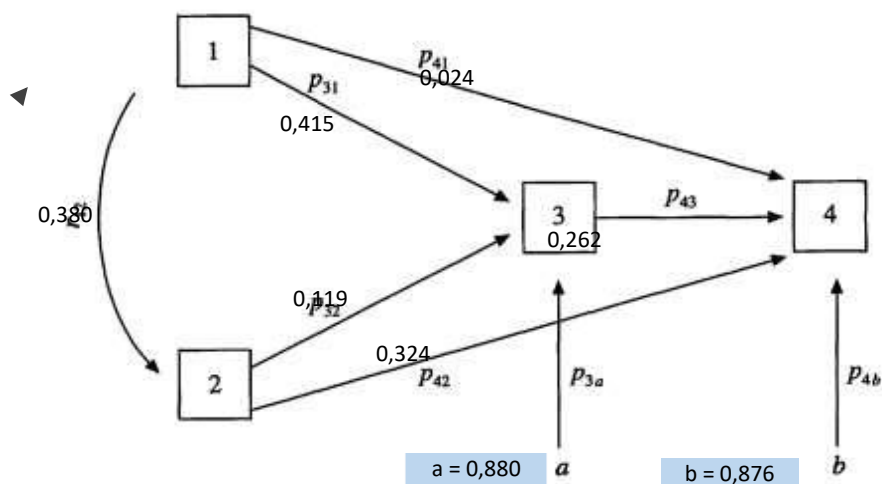 1
p41
0,024
p31
0,415
0,380
3
p43
4
0,262
0,119
p32
0,324
2
p42
p3a
p4b
a = 0,880
a
b = 0,876
b